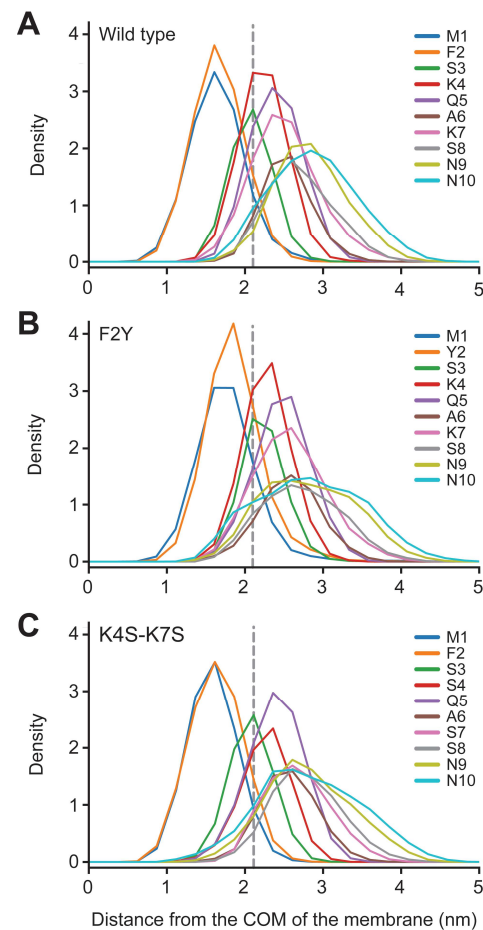 A
Wild type
Density
4
3
2
1
0
0 1 2 3 4 5
M1
F2
S3
K4
Q5
A6
K7
S8
N9
N10
B
F2Y
Density
4
3
2
1
0
0 1 2 3 4 5
M1
Y2
S3
K4
Q5
A6
K7
S8
N9
N10
C
K4S-K7S
Density
4
3
2
1
0
0 1 2 3 4 5
M1
F2
S3
S4
Q5
A6
S7
S8
N9
N10
Distance from the COM of the membrane (nm)